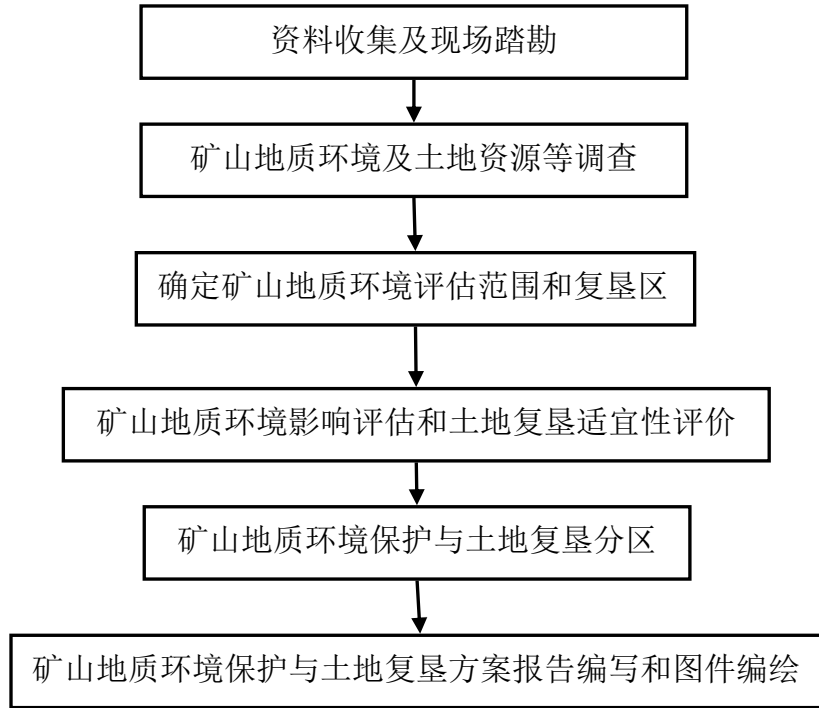 资料收集及现场踏勘
矿山地质环境及土地资源等调查
确定矿山地质环境评估范围和复垦区
矿山地质环境影响评估和土地复垦适宜性评价
矿山地质环境保护与土地复垦分区
矿山地质环境保护与土地复垦方案报告编写和图件编绘